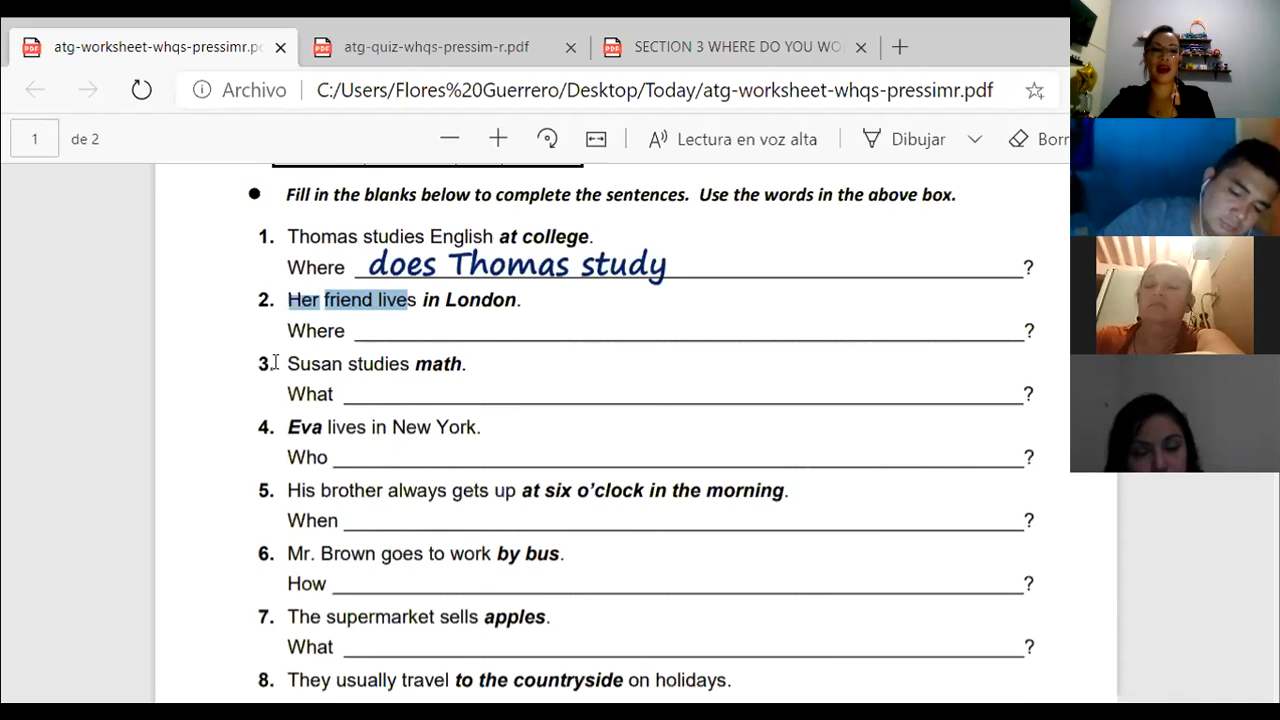 atg-worksheet-whqs-pressimr.p
atg-quiz-whqs-pressimr.pdf
SECTION 3 WHERE DO YOU WO
Archivo
C:/Users/Flores%20Guerrero/Desktop/Today/atg-worksheet-whqs-pressimr.pdf
1 de 2
Lectura en voz alta
Dibujar
Borr
● Fill in the blanks below to complete the sentences. Use the words in the above box.
1. Thomas studies English at college.
Where does Thomas study ?
2. Her friend lives in London.
Where ?
3. Susan studies math.
What ?
4. Eva lives in New York.
Who ?
5. His brother always gets up at six o'clock in the morning.
When ?
6. Mr. Brown goes to work by bus.
How ?
7. The supermarket sells apples.
What ?
8. They usually travel to the countryside on holidays.